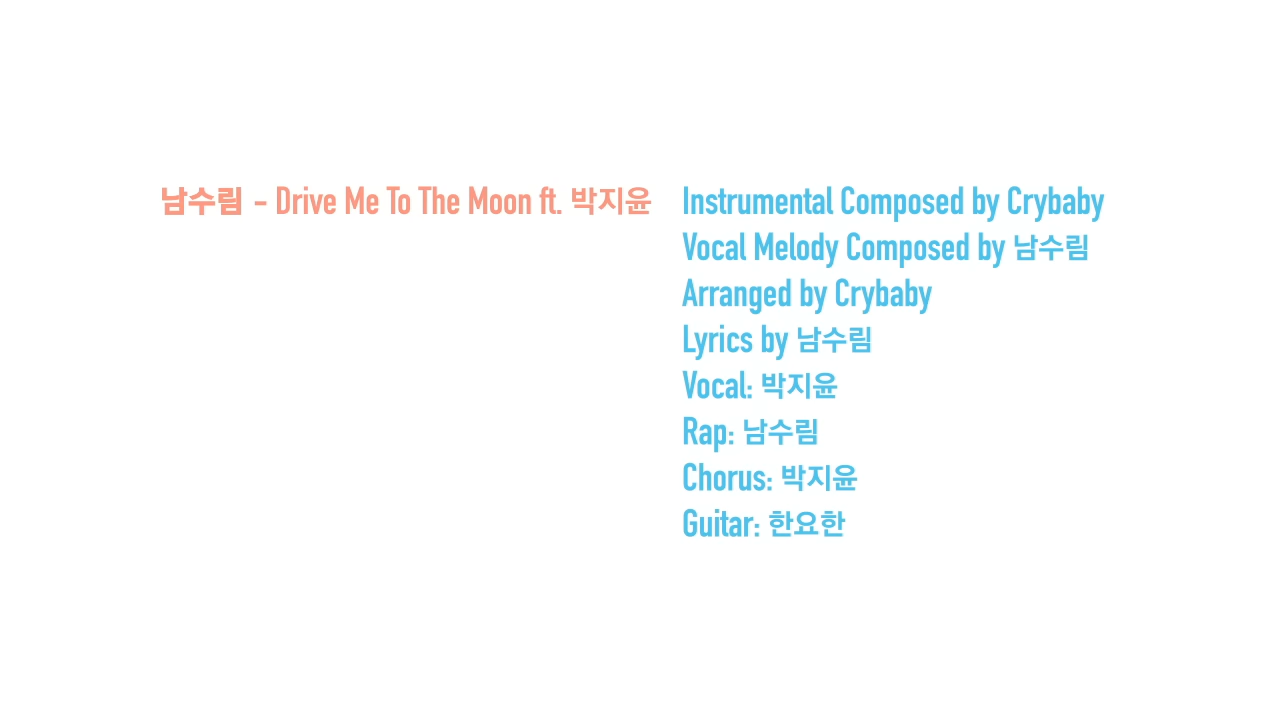 남수림 - Drive Me To The Moon ft. 박지윤
Instrumental Composed by Crybaby
Vocal Melody Composed by 남수림
Arranged by Crybaby
Lyrics by 남수림
Vocal: 박지윤
Rap: 남수림
Chorus: 박지윤
Guitar: 한요한